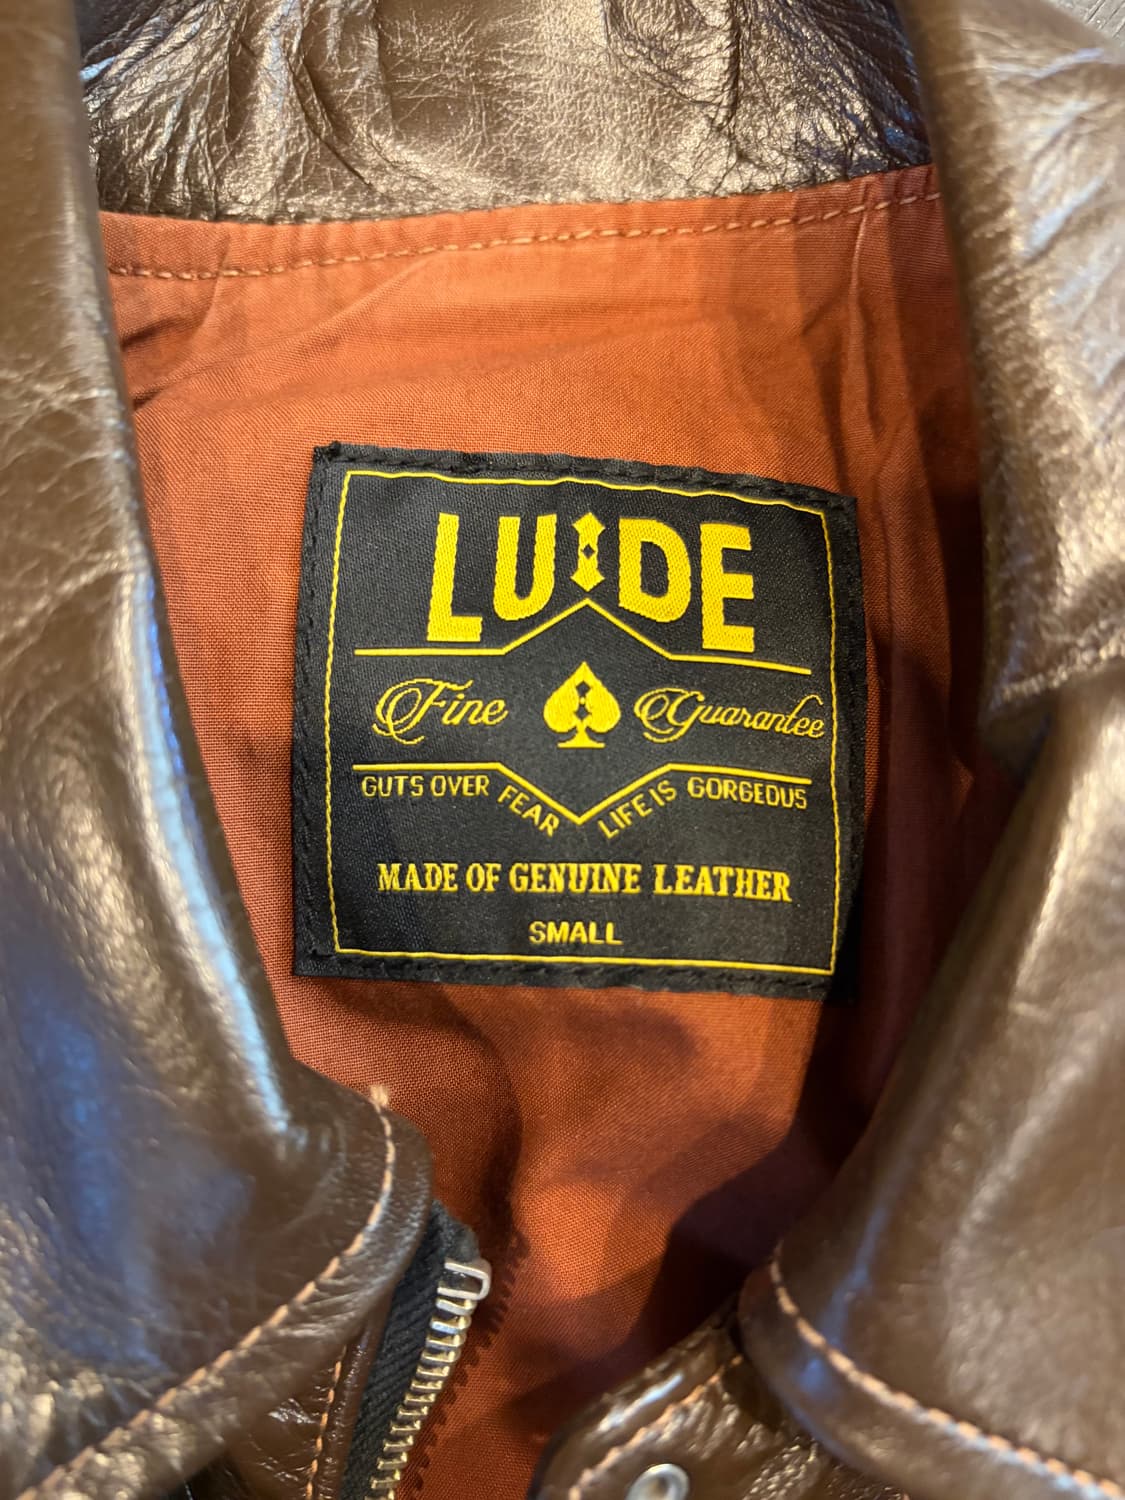 LU:DE
Fine Guarantee
GUTS OVER FEAR LIFE IS GORGEOUS
MADE OF GENUINE LEATHER
SMALL